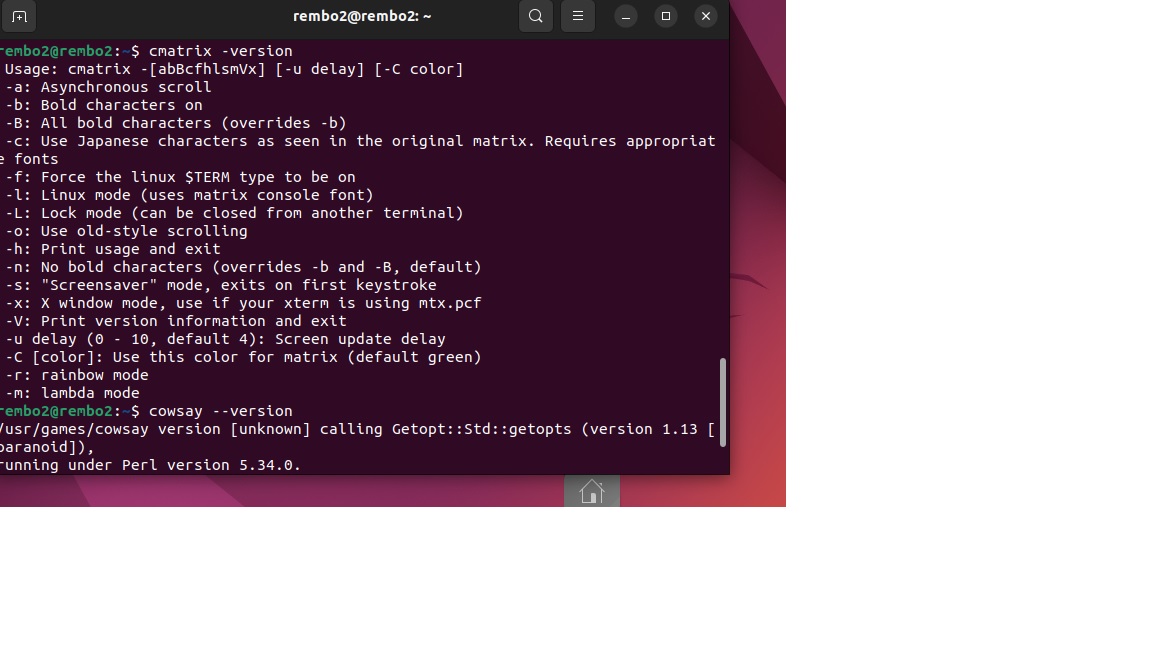 rembo2@rembo2: ~
rembo2@rembo2:~$ cmatrix -version
Usage: cmatrix -[abBcfhlsmVx] [-u delay] [-C color]
-a: Asynchronous scroll
-b: Bold characters on
-B: All bold characters (overrides -b)
-c: Use Japanese characters as seen in the original matrix. Requires appropriat
e fonts
-f: Force the linux $TERM type to be on
-l: Linux mode (uses matrix console font)
-L: Lock mode (can be closed from another terminal)
-o: Use old-style scrolling
-h: Print usage and exit
-n: No bold characters (overrides -b and -B, default)
-s: "Screensaver" mode, exits on first keystroke
-x: X window mode, use if your xterm is using mtx.pcf
-V: Print version information and exit
-u delay (0 - 10, default 4): Screen update delay
-C [color]: Use this color for matrix (default green)
-r: rainbow mode
-m: lambda mode
rembo2@rembo2:~$ cowsay --version
/usr/games/cowsay version [unknown] calling Getopt::Std::getopts (version 1.13 [
paranoid]),
running under Perl version 5.34.0.